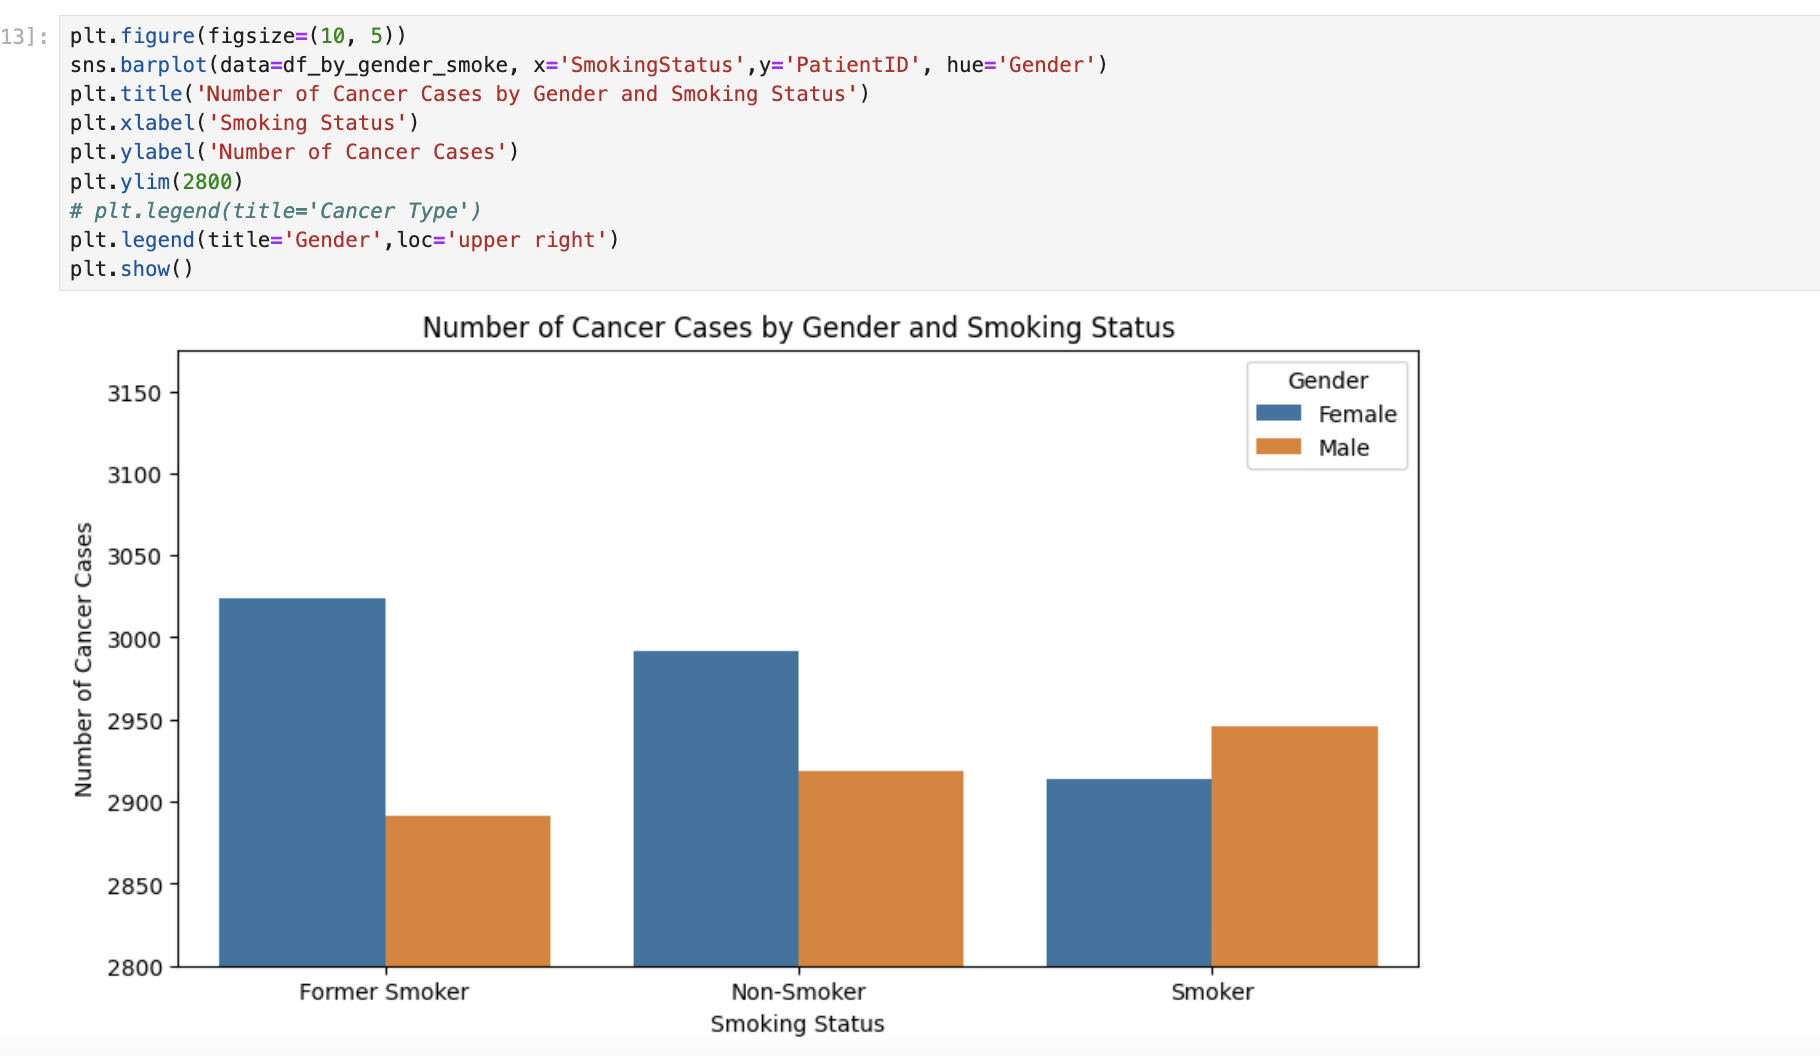 13]:
plt.figure(figsize=(10, 5))
sns.barplot(data=df_by_gender_smoke, x='SmokingStatus',y='PatientID', hue='Gender')
plt.title('Number of Cancer Cases by Gender and Smoking Status')
plt.xlabel('Smoking Status')
plt.ylabel('Number of Cancer Cases')
plt.ylim(2800)
# plt.legend(title='Cancer Type')
plt.legend(title='Gender',loc='upper right')
plt.show()
Number of Cancer Cases by Gender and Smoking Status
Gender
Female
Male
Number of Cancer Cases
3150
3100
3050
3000
2950
2900
2850
2800
Former Smoker
Non-Smoker
Smoker
Smoking Status